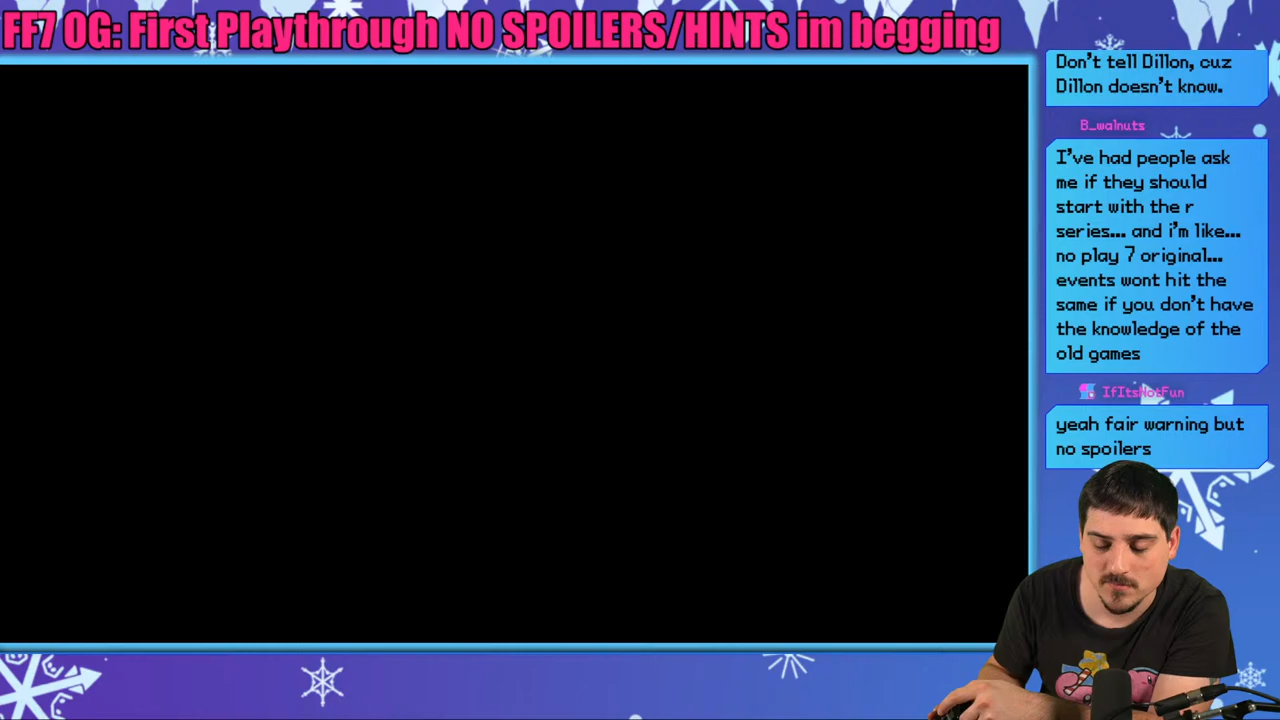 FF7 OG: First Playthrough NO SPOILERS/HINTS im begging
Don't tell Dillon, cuz
Dillon doesn't know.
B_walnuts
I've had people ask
me if they should
start with the r
series... and i'm like...
no play 7 original...
events wont hit the
same if you don't have
the knowledge of the
old games
IfItsNotFun
yeah fair warning but
no spoilers